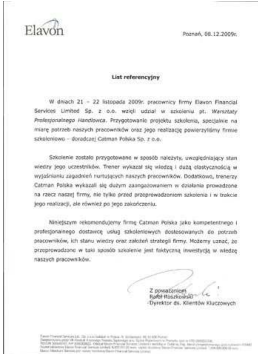 Elavon
Poznań, 08.12.2009r.
List referencyjny
W dniach 21 – 22 listopada 2009r. pracownicy firmy Elavon Financial
Services Limited Sp. z o.o. wzięli udział w szkoleniu pt. Warsztaty
Profesjonalnego Handlowca. Przygotowanie projektu szkolenia, specjalnie na
miarę potrzeb naszych pracowników oraz jego realizację powierzyliśmy firmie
szkoleniowo – doradczej Catman Polska Sp. z o.o.
Szkolenie zostało przygotowane w sposób należyty, uwzględniający stan
wiedzy jego uczestników. Trener wykazał się wiedzą i dużą elastycznością w
wyjaśnianiu zagadnień nurtujących naszych pracowników. Dodatkowo, trenerzy
Catman Polska wykazali się dużym zaangażowaniem w działania prowadzone
na rzecz naszej firmy, nie tylko przed przeprowadzeniem szkolenia i w trakcie
jego realizacji, ale również po jego zakończeniu.
Niniejszym rekomendujemy firmę Catman Polska jako kompetentnego i
profesjonalnego dostawcę usług szkoleniowych dostosowanych do potrzeb
pracowników, ich stanu wiedzy oraz założeń strategii firmy. Możemy uznać, że
przeprowadzone w taki sposób szkolenie jest faktyczną inwestycją w wiedzę
naszych pracowników.
Z poważaniem
Rafał Paszkowski
Dyrektor ds. Klientów Kluczowych